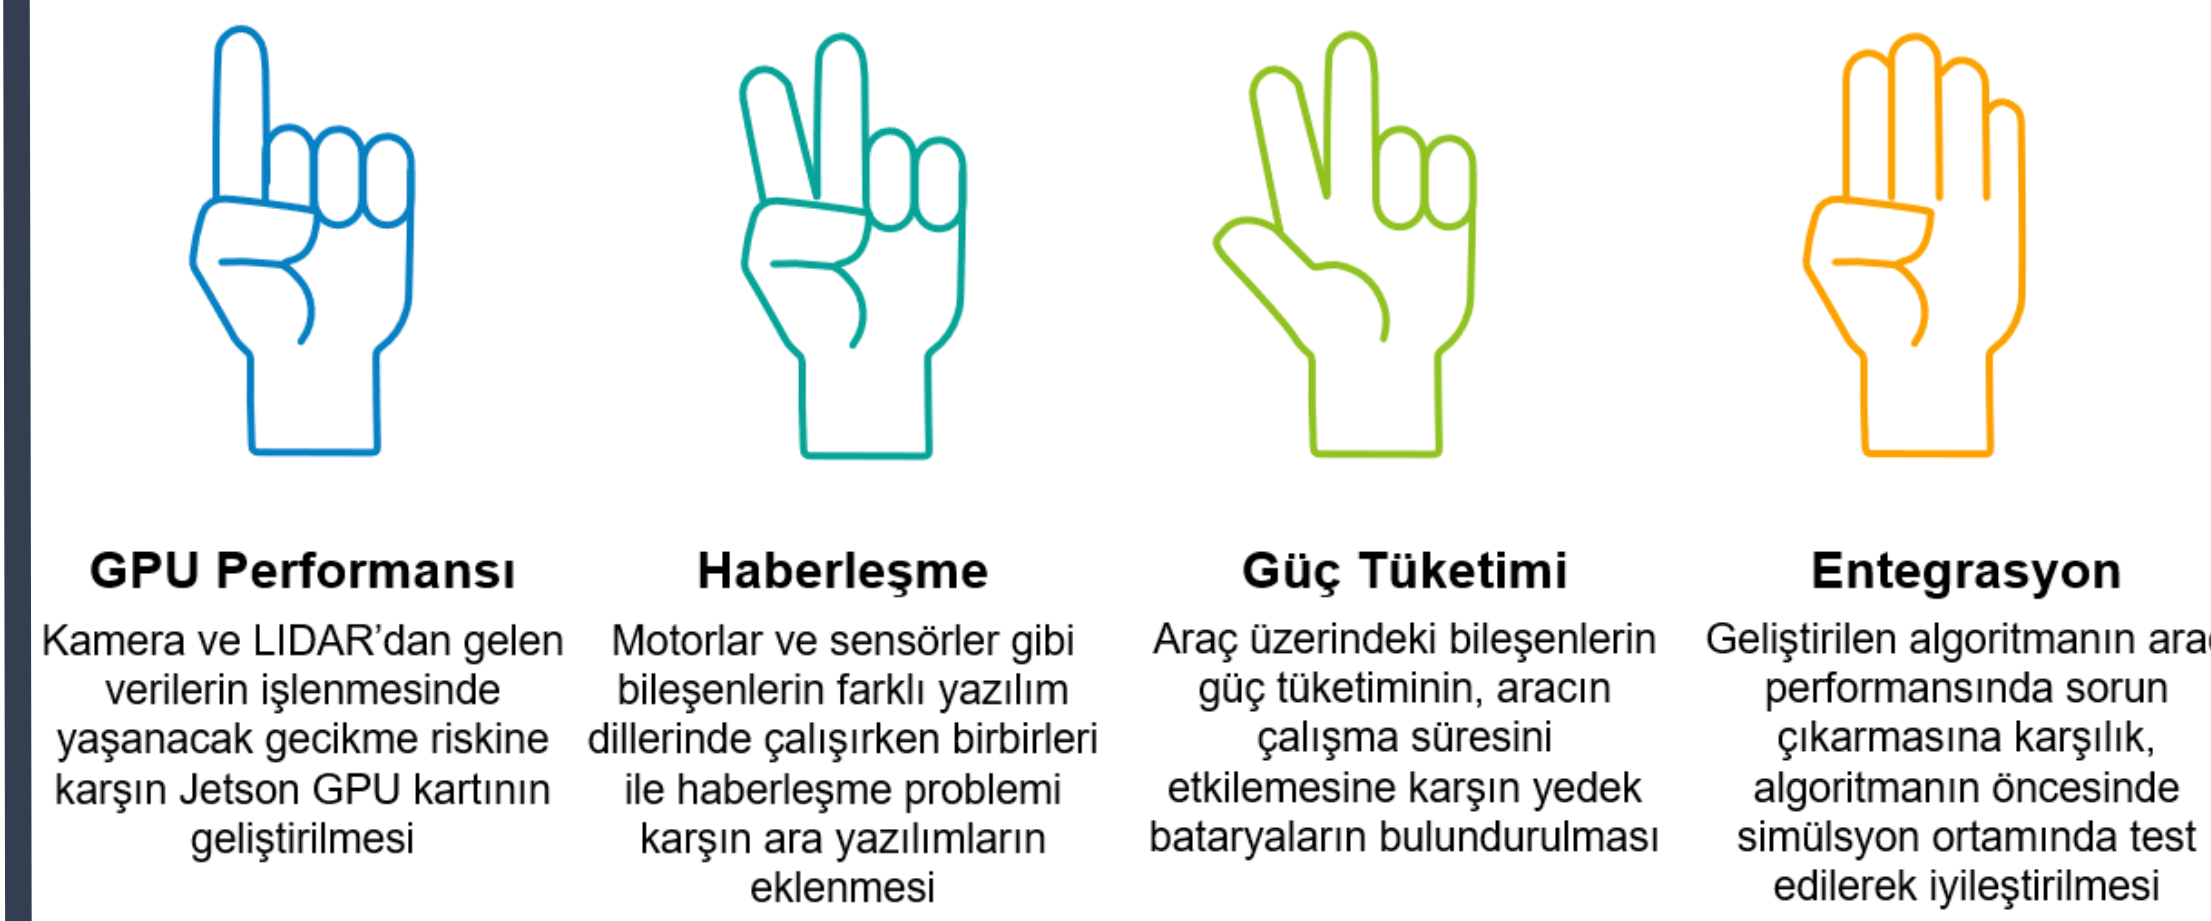 GPU Performansı
Kamera ve LIDAR’dan gelen
verilerin işlenmesinde
yaşanacak gecikme riskine
karşın Jetson GPU kartının
geliştirilmesi
Haberleşme
Motorlar ve sensörler gibi
bileşenlerin farklı yazılım
dillerinde çalışırken birbirleri
ile haberleşme problemi
karşın ara yazılımların
eklenmesi
Güç Tüketimi
Araç üzerindeki bileşenlerin
güç tüketiminin, aracın
çalışma süresini
etkilemesine karşın yedek
bataryaların bulundurulması
Entegrasyon
Geliştirilen algoritmanın
performansında sorun
çıkarmasına karşılık,
algoritmanın öncesinde
simülsyon ortamında test
edilerek iyileştirilmesi